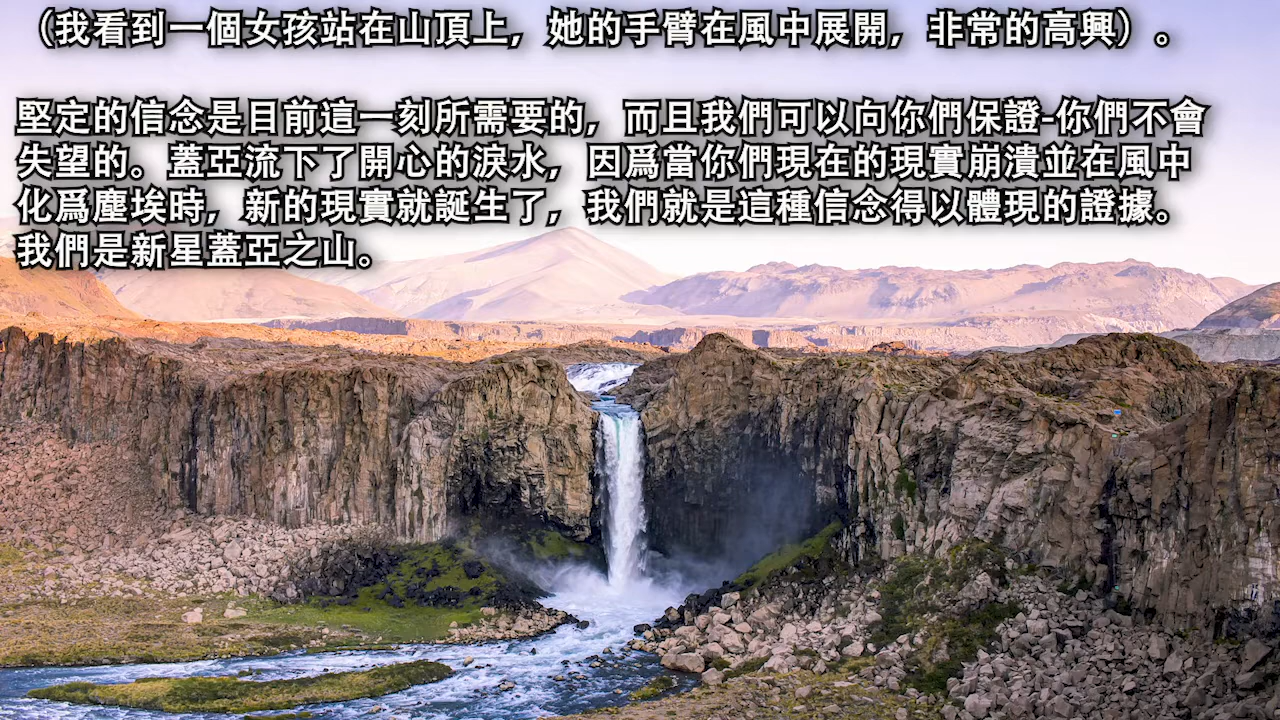 （我看到一個女孩站在山頂上，她的手臂在風中展開，非常的高興）。
堅定的信念是目前這一刻所需要的，而且我們可以向你們保證-你們不會
失望的。蓋亞流下了開心的淚水，因爲當你們現在的現實崩潰並在風中
化爲塵埃時，新的現實就誕生了，我們就是這種信念得以體現的證據。
我們是新星蓋亞之山。